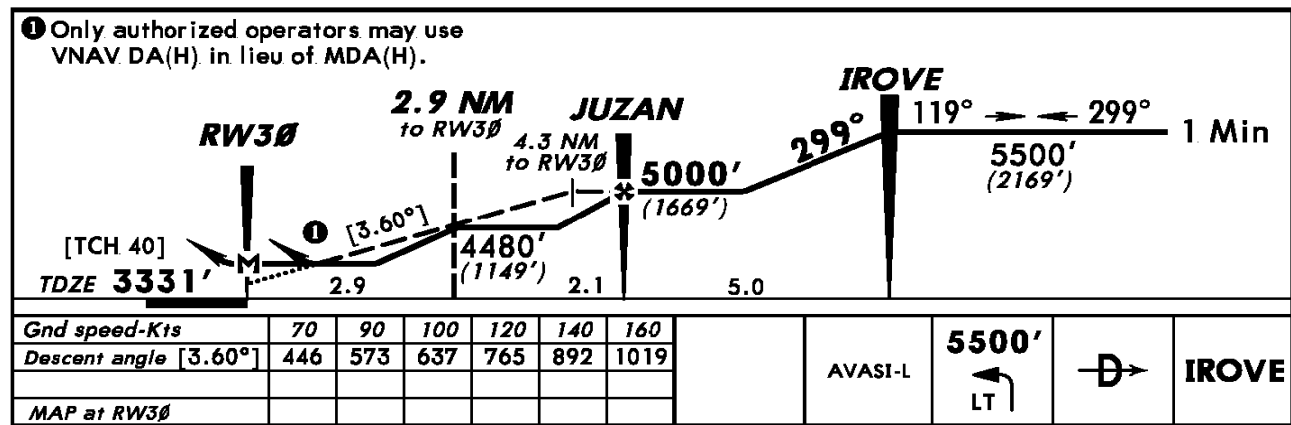 ❶ Only authorized operators may use
VNAV DA(H) in lieu of MDA(H).
IROVE
2.9 NM
to RW3Ø
JUZAN
119°
299°
1 Min
RW3Ø
4.3 NM
to RW3Ø
299°
5500'
(2169')
5000'
(1669')
❶
[3.60°]
[TCH 40]
M
4480'
(1149')
TDZE 3331'
2.9
2.1
5.0
Gnd speed-Kts 70 90 100 120 140 160
Descent angle [3.60°] 446 573 637 765 892 1019
MAP at RW3Ø
AVASI-L
5500'
LT
D
IROVE